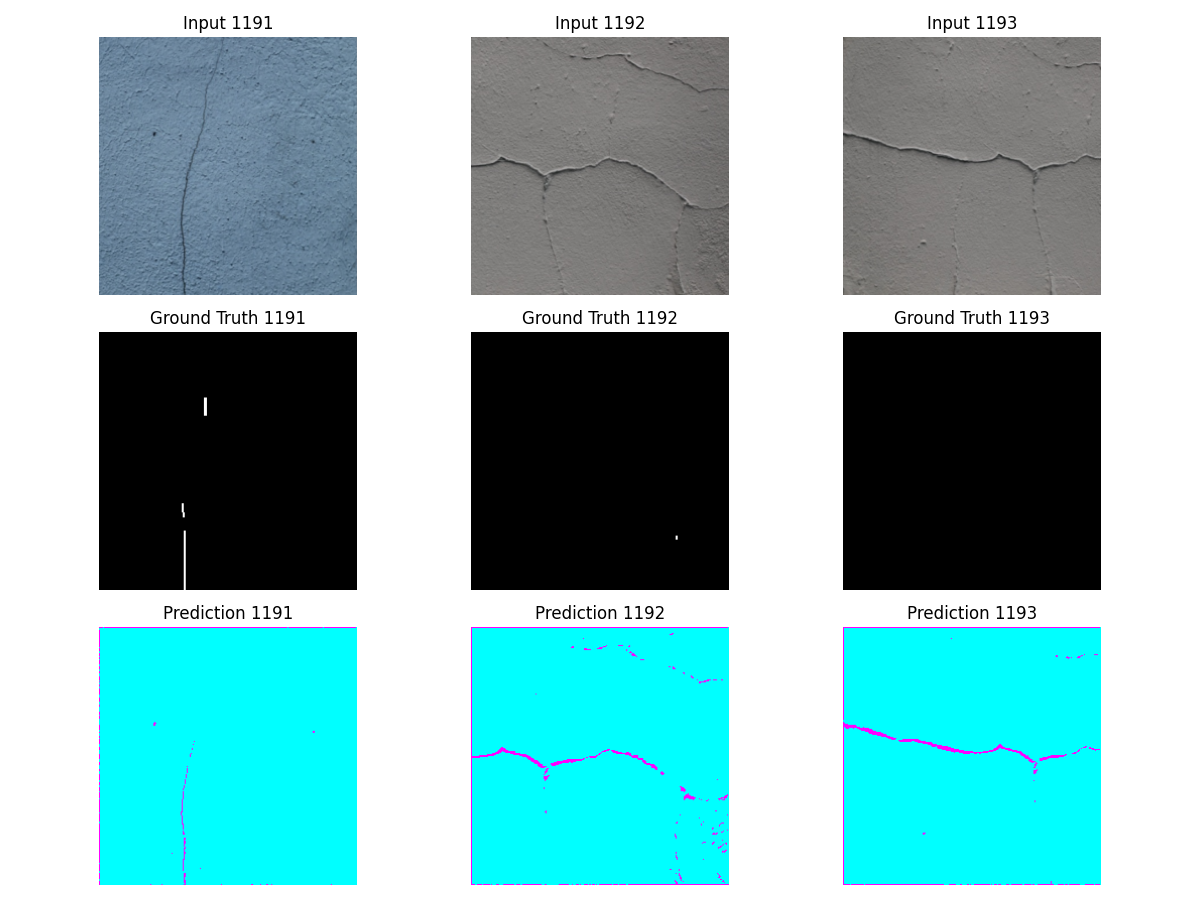 Input 1191
Input 1192
Input 1193
Ground Truth 1191
Ground Truth 1192
Ground Truth 1193
Prediction 1191
Prediction 1192
Prediction 1193